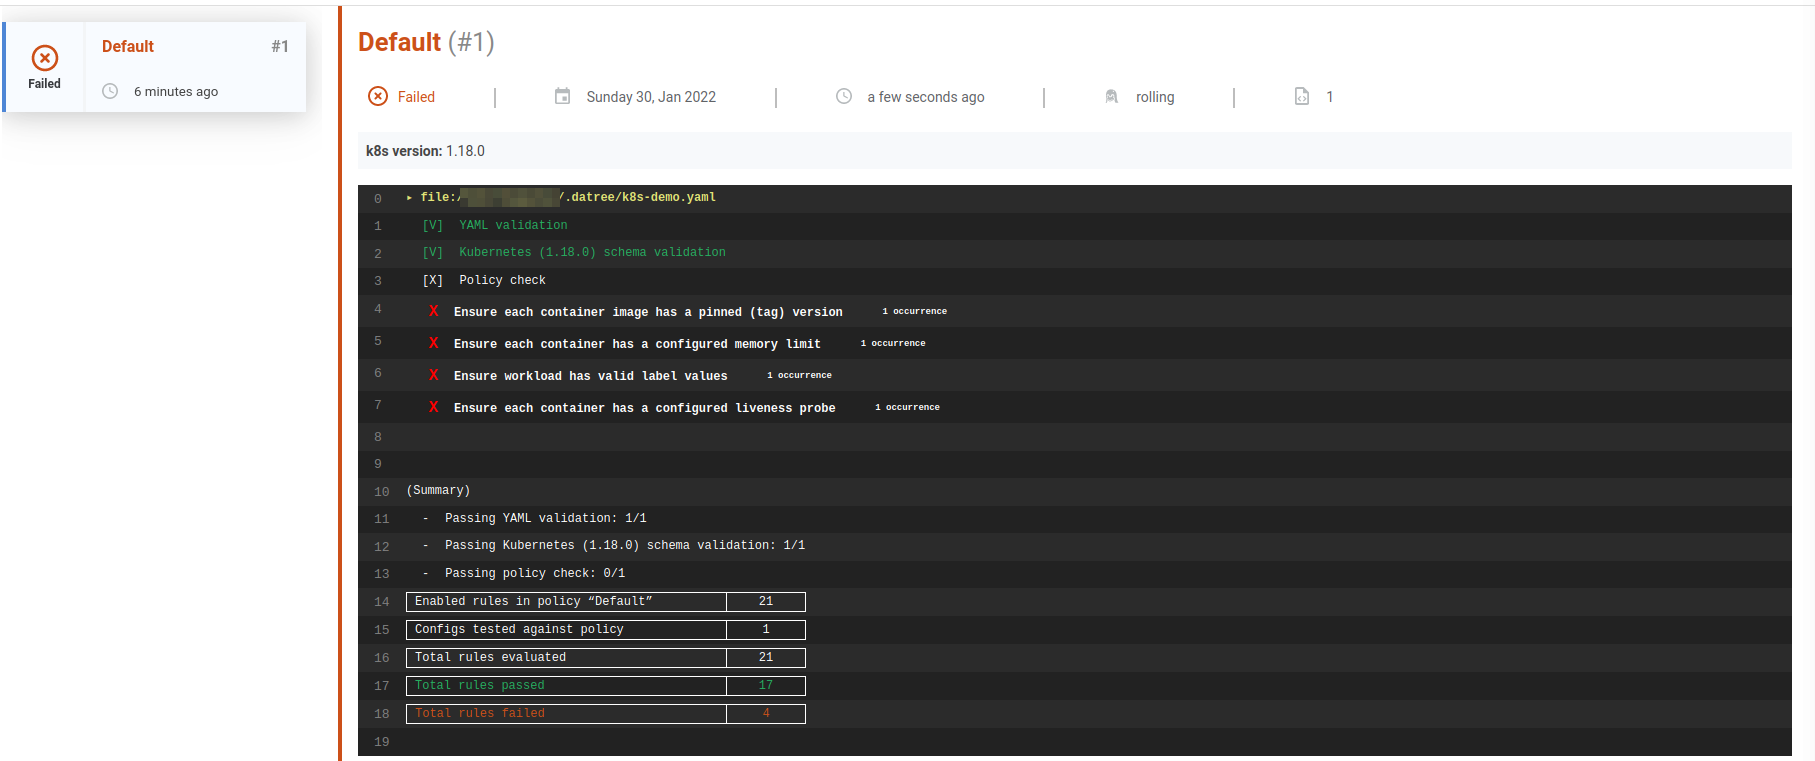 Default #1
Failed
6 minutes ago
Default (#1)
Failed | Sunday 30, Jan 2022 | a few seconds ago | rolling | 1
k8s version: 1.18.0
0 ▸ file:/ /.datree/k8s-demo.yaml
1 [V] YAML validation
2 [V] Kubernetes (1.18.0) schema validation
3 [X] Policy check
4 X Ensure each container image has a pinned (tag) version 1 occurrence
5 X Ensure each container has a configured memory limit 1 occurrence
6 X Ensure workload has valid label values 1 occurrence
7 X Ensure each container has a configured liveness probe 1 occurrence
8
9
10 (Summary)
11 - Passing YAML validation: 1/1
12 - Passing Kubernetes (1.18.0) schema validation: 1/1
13 - Passing policy check: 0/1
14 Enabled rules in policy “Default” 21
15 Configs tested against policy 1
16 Total rules evaluated 21
17 Total rules passed 17
18 Total rules failed 4
19